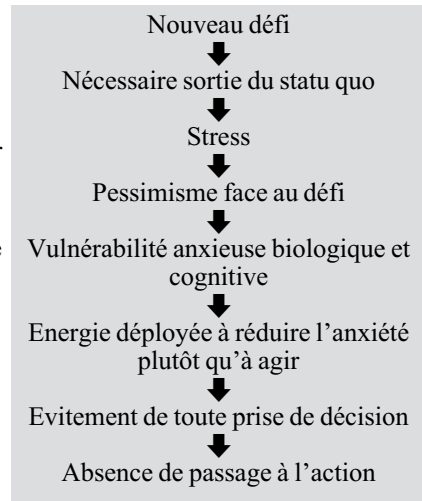 Nouveau défi
Nécessaire sortie du statu quo
Stress
Pessimisme face au défi
Vulnérabilité anxieuse biologique et
cognitive
Energie déployée à réduire l’anxiété
plutôt qu’à agir
Evitement de toute prise de décision
Absence de passage à l’action